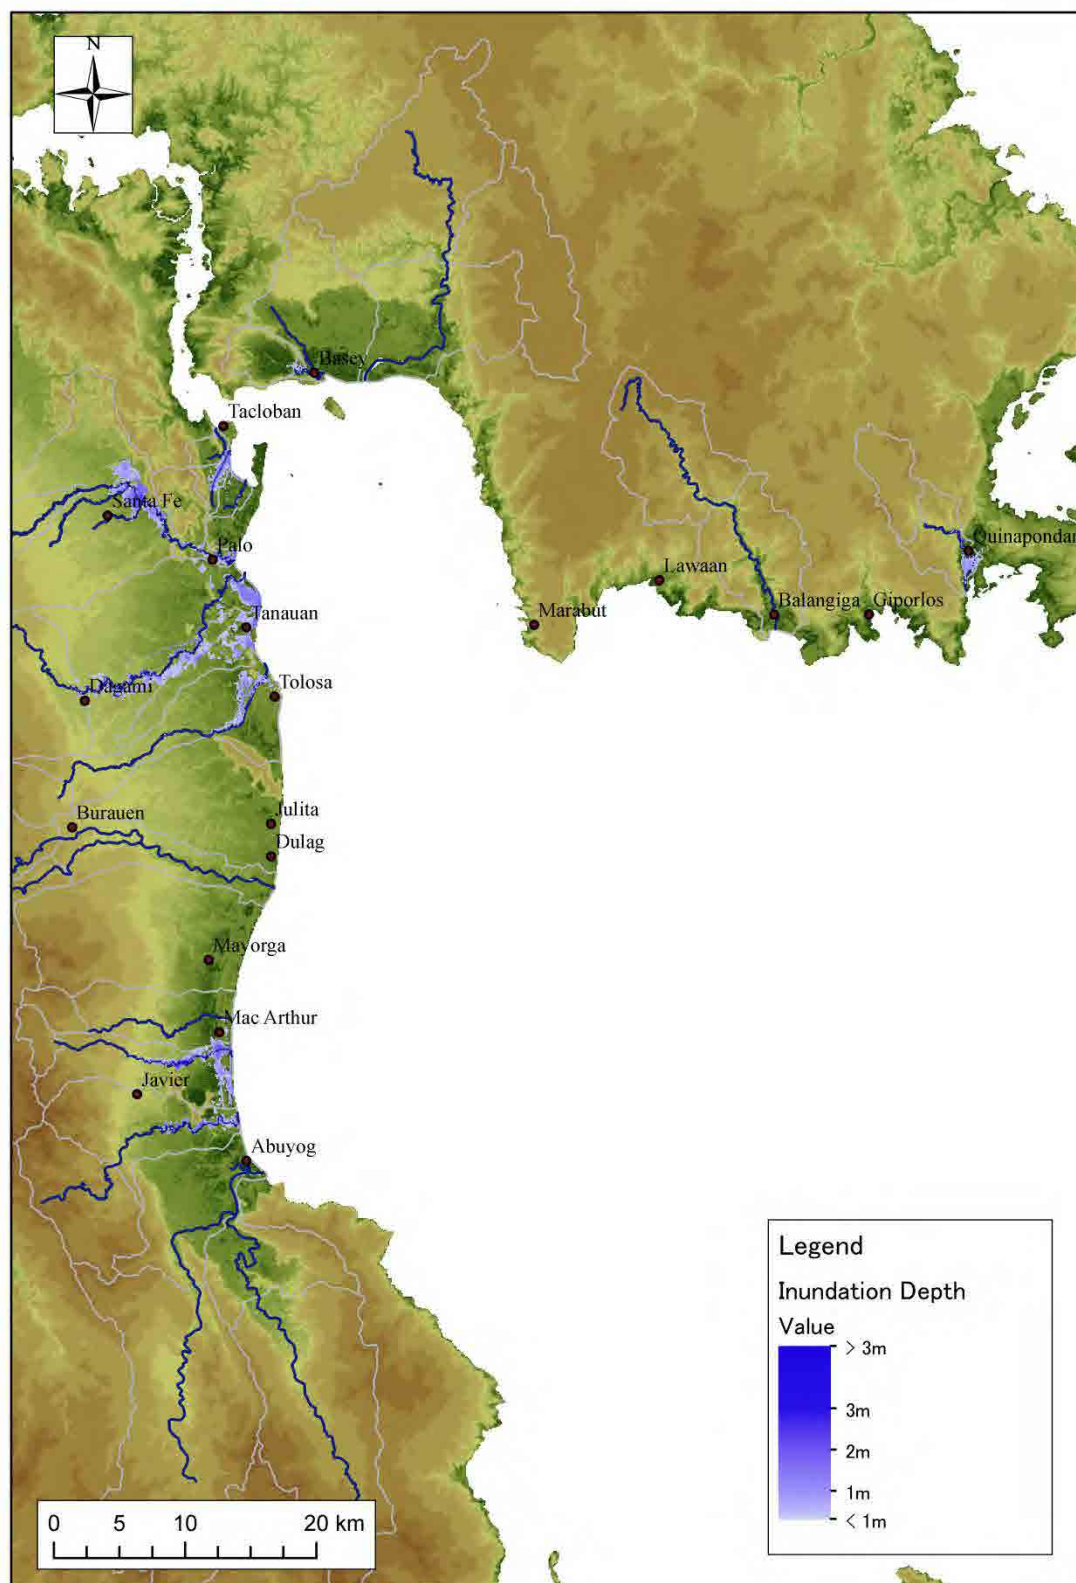 N
Basey
Tacloban
Santa Fe
Palo
Quinapondan
Lawaan
Tanauan
Marabut
Balangiga
Giporlos
Dagami
Tolosa
Burauen
Julita
Dulag
Mayorga
Mac Arthur
Javier
Abuyog
Legend
Inundation Depth
Value
> 3m
3m
2m
1m
< 1m
0 5 10 20 km